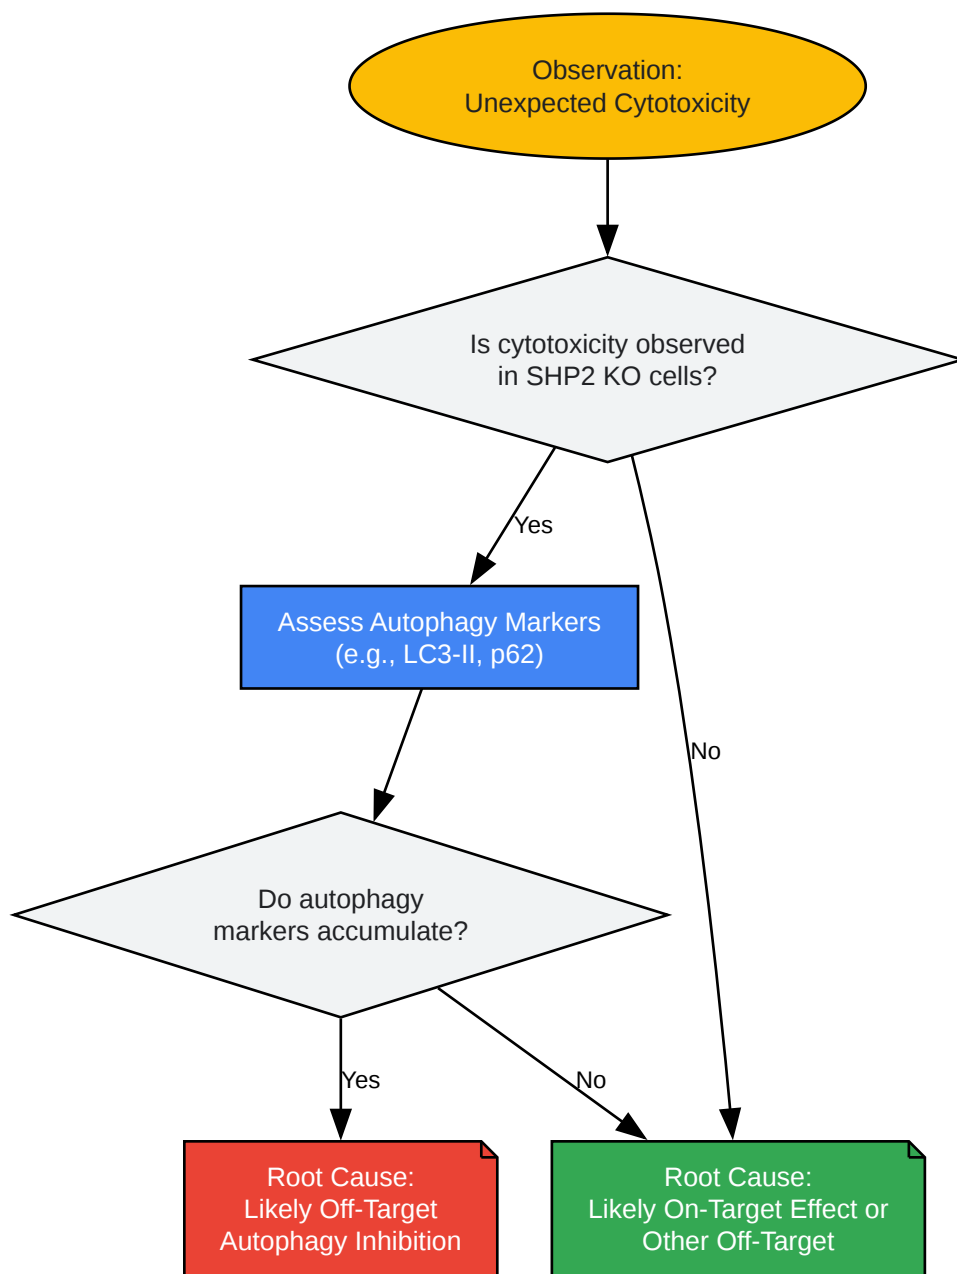 Observation:
Unexpected Cytotoxicity
Is cytotoxicity observed
in SHP2 KO cells?
Yes
Assess Autophagy Markers
(e.g., LC3-II, p62)
No
Do autophagy
markers accumulate?
Yes
No
Root Cause:
Likely Off-Target
Autophagy Inhibition
Root Cause:
Likely On-Target Effect or
Other Off-Target